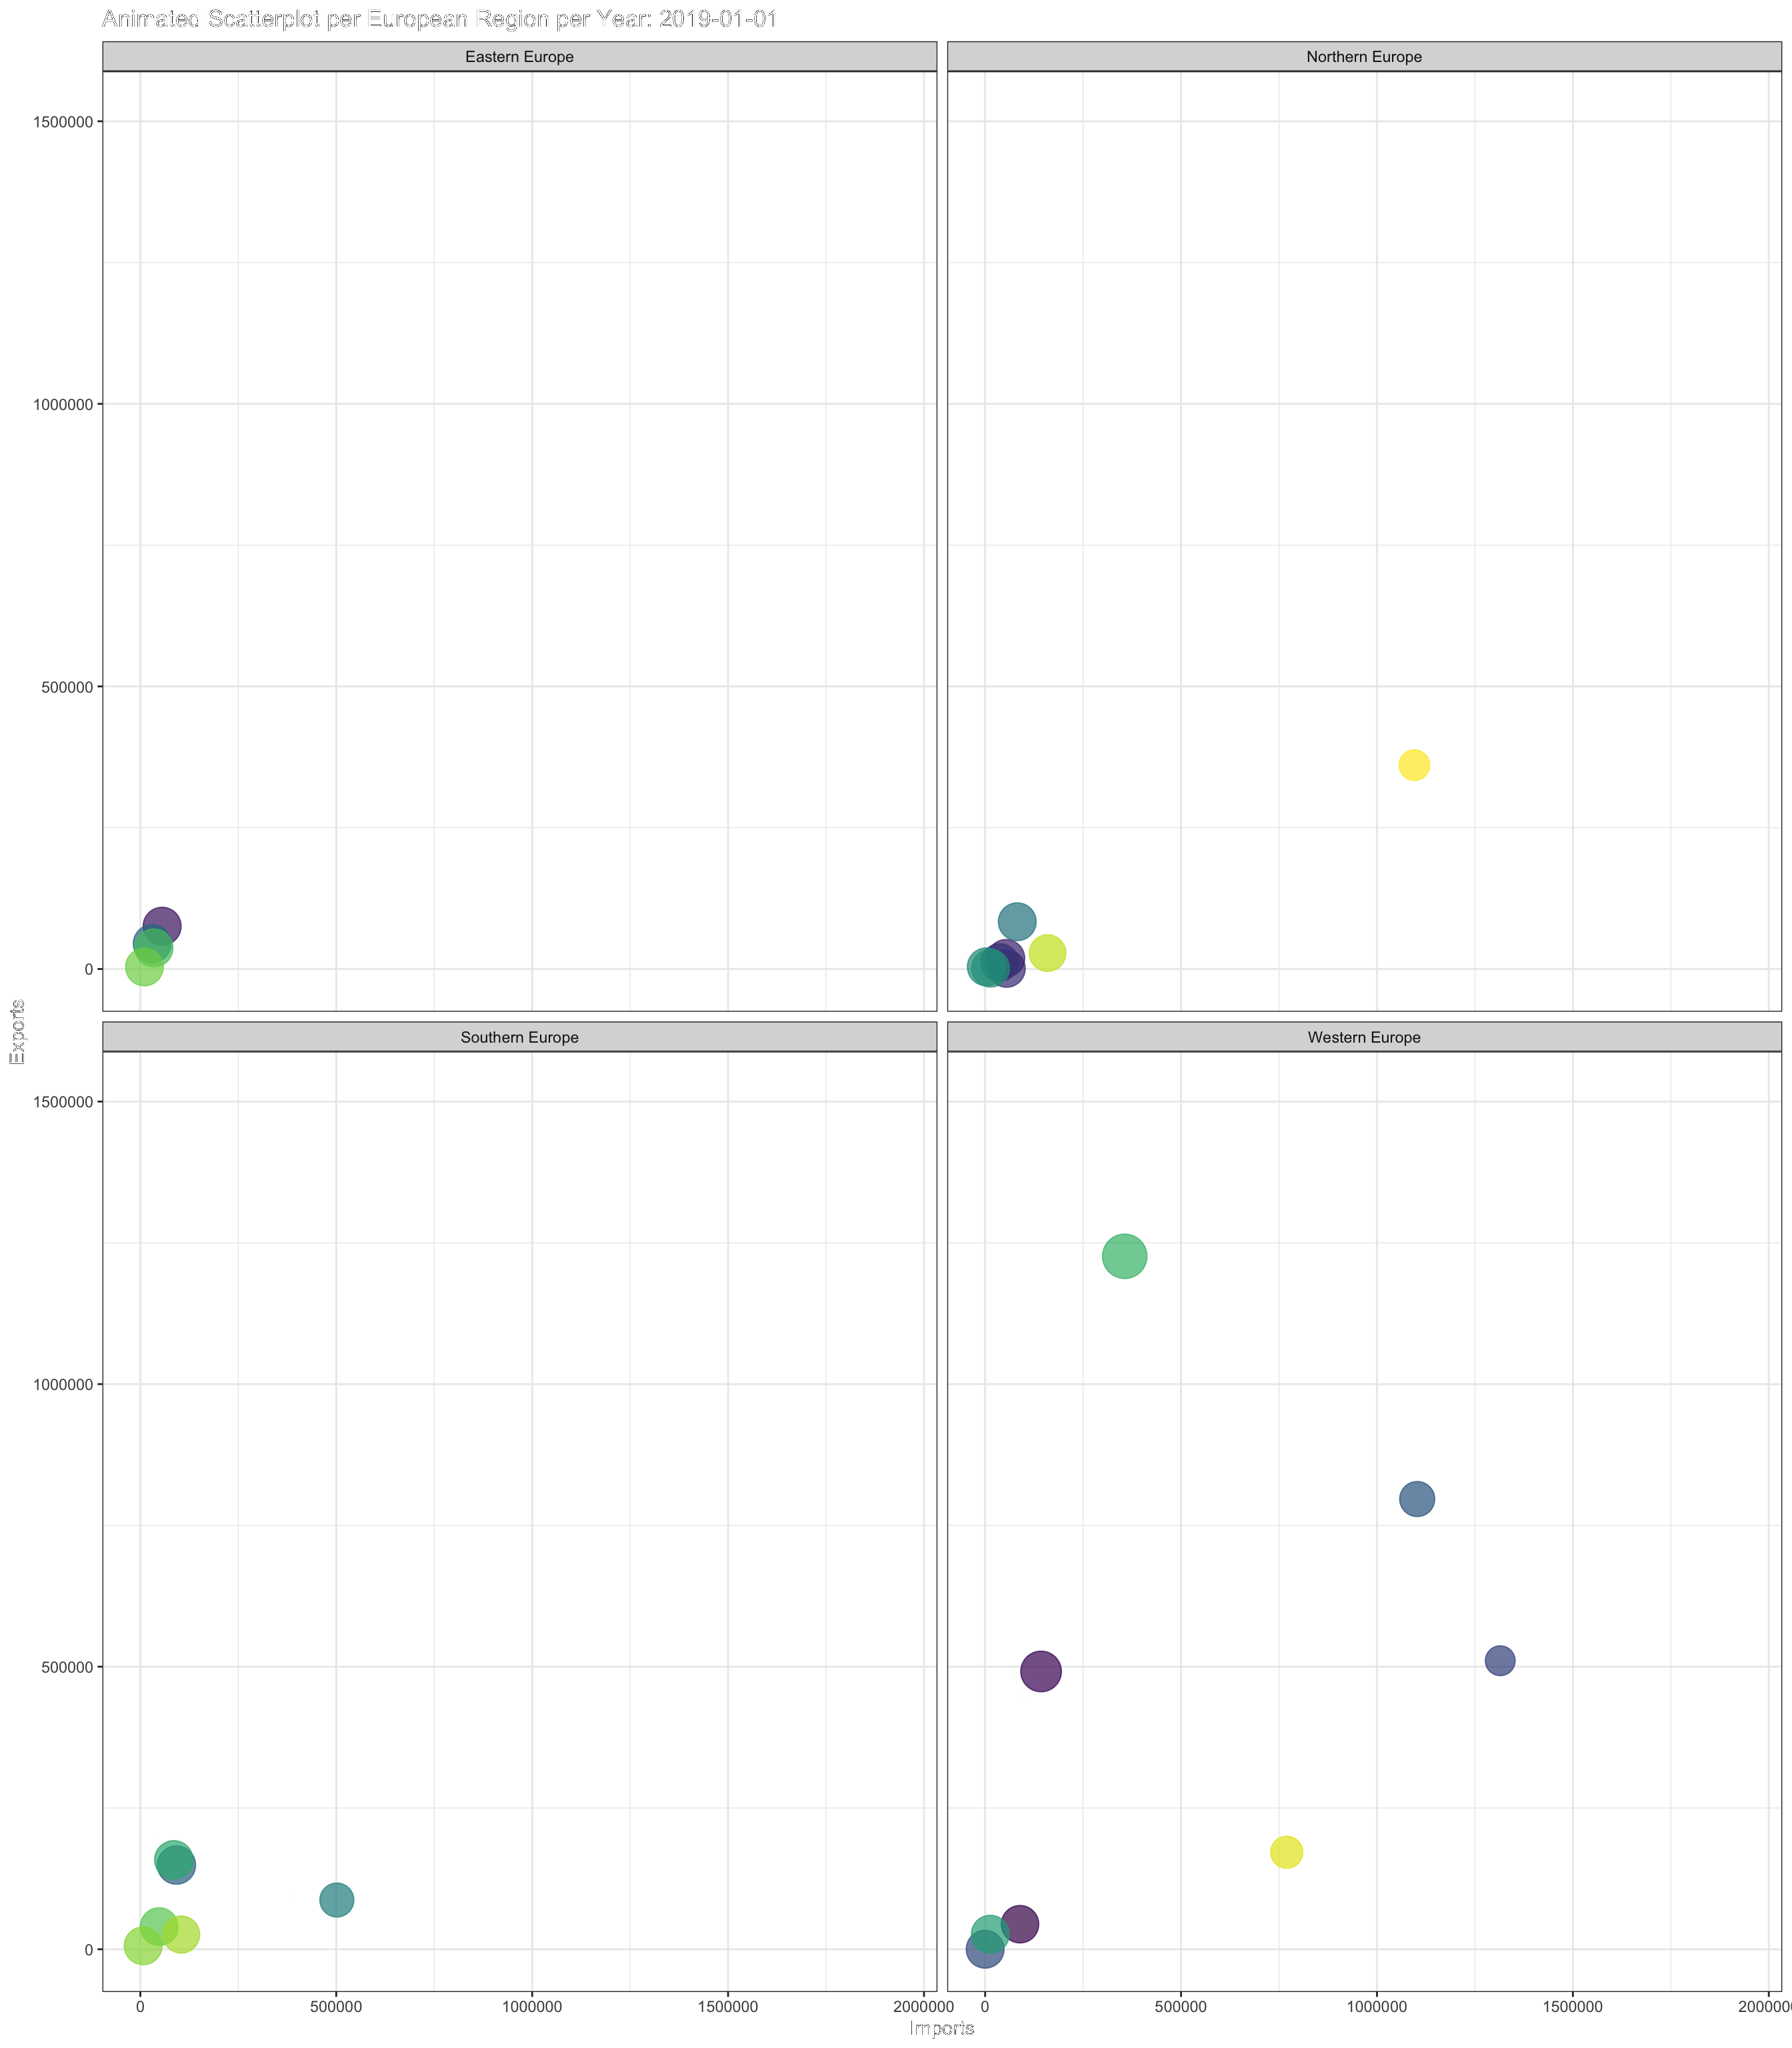 Animated Scatterplot per European Region per Year: 2019-01-01
Eastern Europe
Northern Europe
1500000
1000000
500000
0
Exports
Southern Europe
Western Europe
1500000
1000000
500000
0
0 500000 1000000 1500000 2000000
0 500000 1000000 1500000 200000
Imports